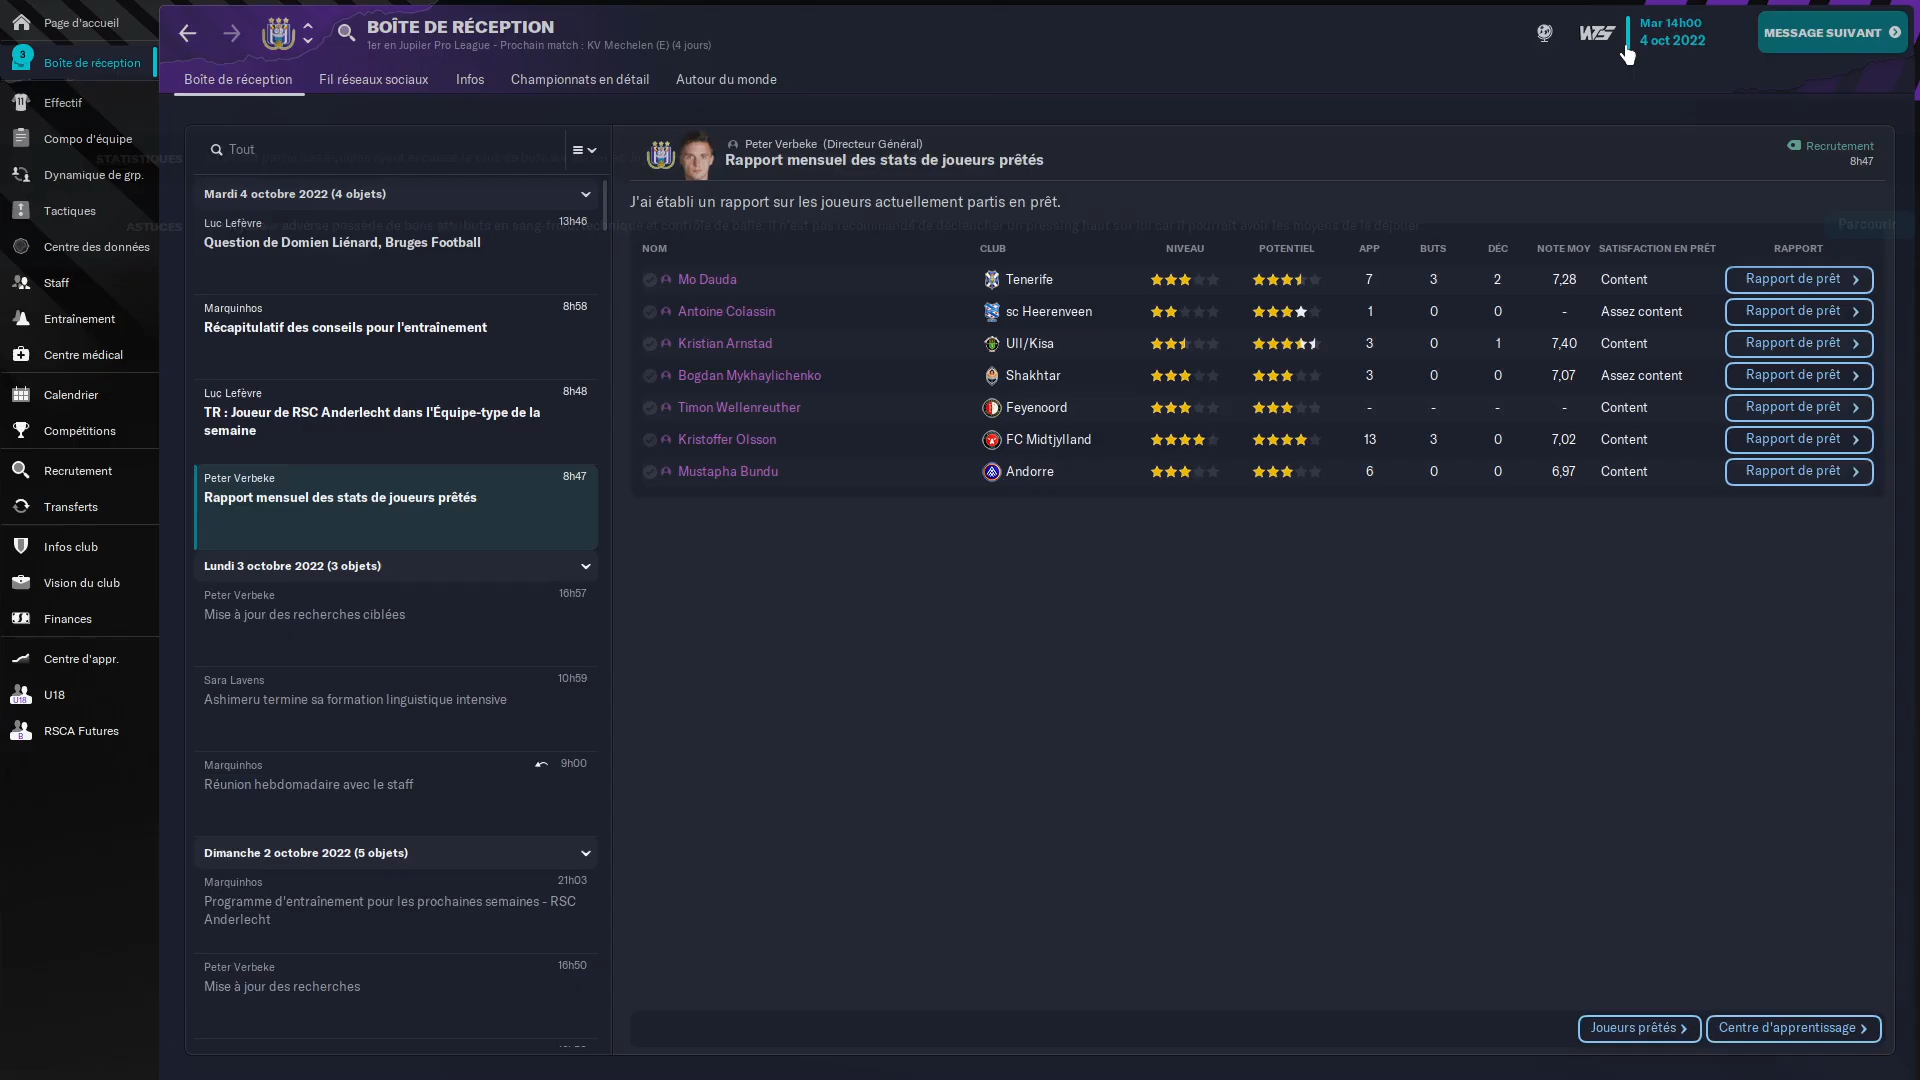 Page d'accueil
3
Boîte de réception
Effectif
Compo d'équipe
STATISTIQUES
Dynamique de grp.
Tactiques
ASTUCES
Centre des données
Staff
Entraînement
Centre médical
Calendrier
Compétitions
Recrutement
Transferts
Infos club
Vision du club
Finances
Centre d'appr.
U18
U18
B
RSCA Futures
BOÎTE DE RÉCEPTION
1er en Jupiler Pro League - Prochain match : KV Mechelen (E) (4 jours)
Mar 14h00
4 oct 2022
MESSAGE SUIVANT
Boîte de réception
Fil réseaux sociaux
Infos
Championnats en détail
Autour du monde
Tout
Mardi 4 octobre 2022 (4 objets)
Luc Lefèvre 13h46
Question de Domien Liénard, Bruges Football
Marquinhos 8h58
Récapitulatif des conseils pour l'entraînement
Luc Lefèvre 8h48
TR : Joueur de RSC Anderlecht dans l'Équipe-type de la
semaine
Peter Verbeke 8h47
Rapport mensuel des stats de joueurs prêtés
Lundi 3 octobre 2022 (3 objets)
Peter Verbeke 16h57
Mise à jour des recherches ciblées
Sara Lavens 10h59
Ashimeru termine sa formation linguistique intensive
Marquinhos 9h00
Réunion hebdomadaire avec le staff
Dimanche 2 octobre 2022 (5 objets)
Marquinhos 21h03
Programme d'entraînement pour les prochaines semaines - RSC
Anderlecht
Peter Verbeke 16h50
Mise à jour des recherches
Peter Verbeke (Directeur Général)
Rapport mensuel des stats de joueurs prêtés
Recrutement
8h47
J'ai établi un rapport sur les joueurs actuellement partis en prêt.
Parcourir
NOM CLUB NIVEAU POTENTIEL APP BUTS DÉC NOTE MOY SATISFACTION EN PRÊT RAPPORT
Mo Dauda Tenerife 7 3 2 7,28 Content Rapport de prêt
Antoine Colassin sc Heerenveen 1 0 0 - Assez content Rapport de prêt
Kristian Arnstad Ull/Kisa 3 0 1 7,40 Content Rapport de prêt
Bogdan Mykhaylichenko Shakhtar 3 0 0 7,07 Assez content Rapport de prêt
Timon Wellenreuther Feyenoord - - - - Content Rapport de prêt
Kristoffer Olsson FC Midtjylland 13 3 0 7,02 Content Rapport de prêt
Mustapha Bundu Andorre 6 0 0 6,97 Content Rapport de prêt
Joueurs prêtés
Centre d'apprentissage